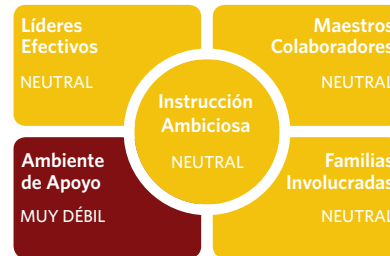 Líderes
Efectivos
NEUTRAL
Maestros
Colaboradores
NEUTRAL
Instrucción
Ambiciosa
NEUTRAL
Ambiente
de Apoyo
MUY DÉBIL
Familias
Involucradas
NEUTRAL